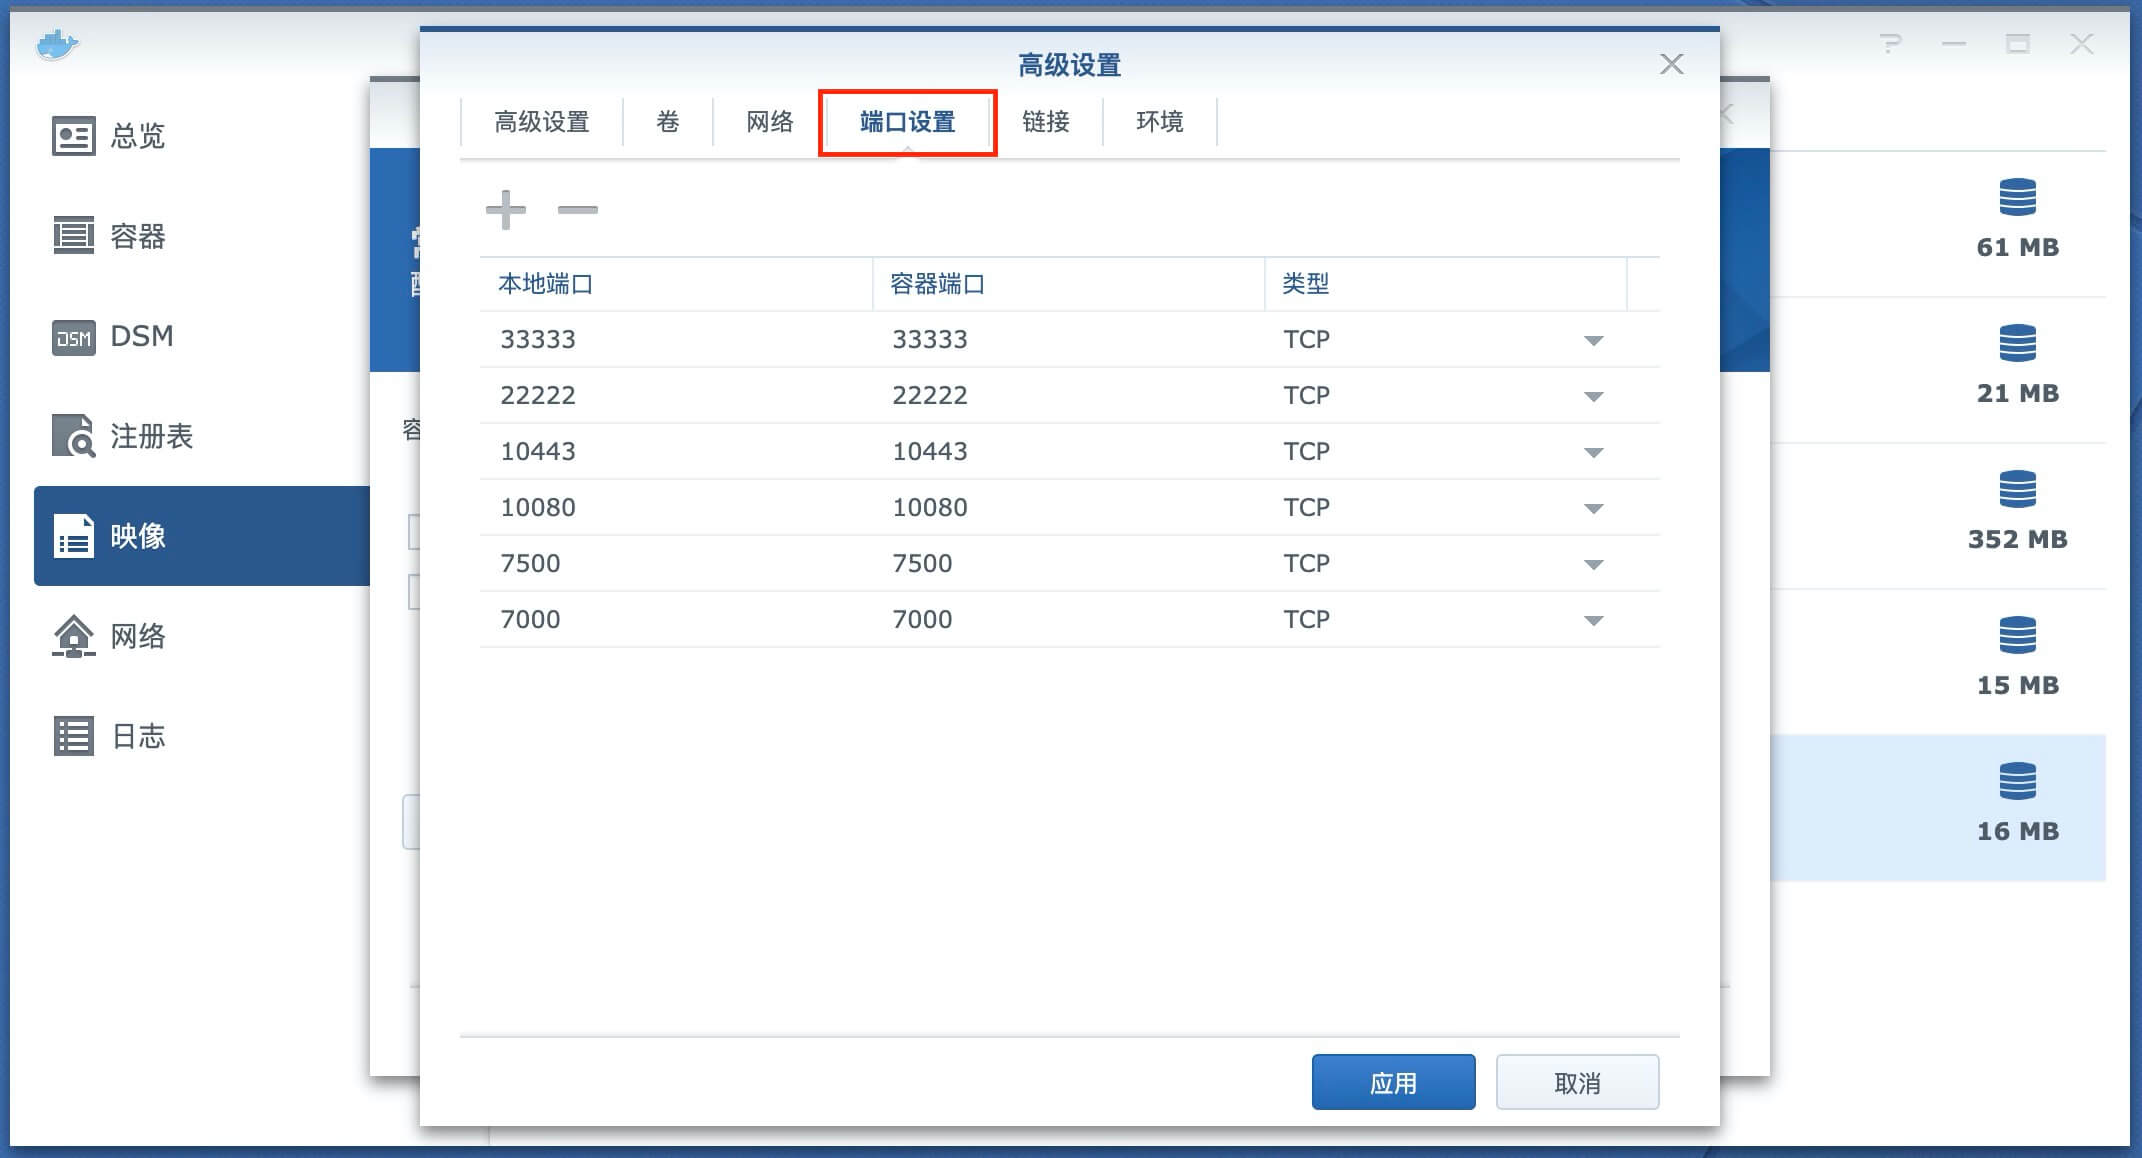 高级设置
高级设置 卷 网络 端口设置 链接 环境
本地端口 容器端口 类型
33333 33333 TCP
22222 22222 TCP
10443 10443 TCP
10080 10080 TCP
7500 7500 TCP
7000 7000 TCP
应用 取消
总览
容器
DSM DSM
注册表
映像
网络
日志
61 MB
21 MB
352 MB
15 MB
16 MB